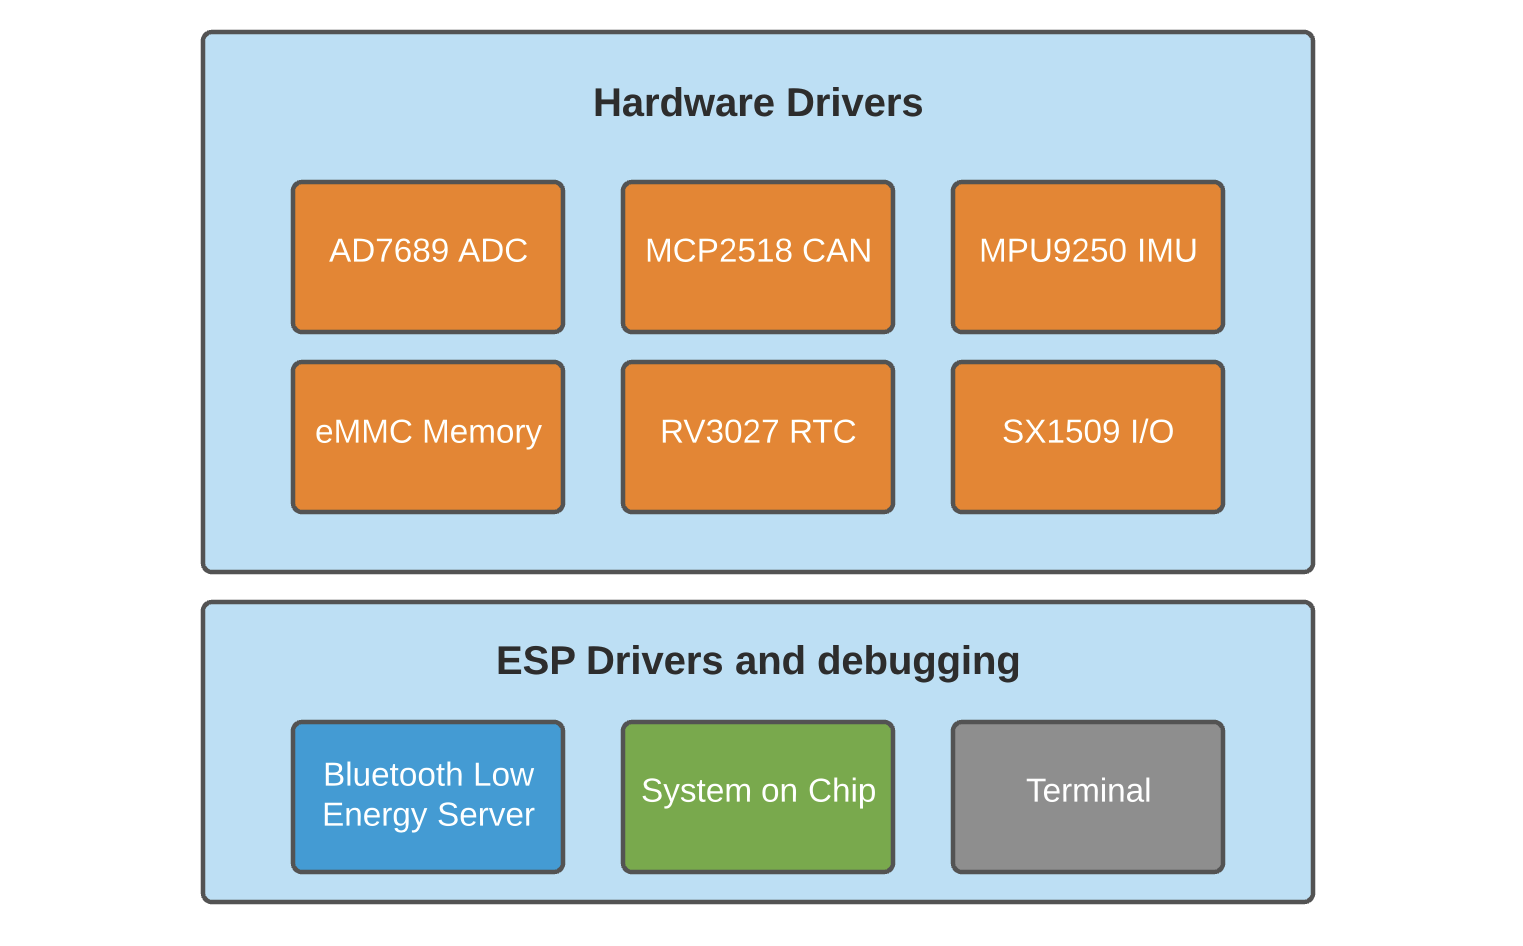 Hardware Drivers
AD7689 ADC
MCP2518 CAN
MPU9250 IMU
eMMC Memory
RV3027 RTC
SX1509 I/O
ESP Drivers and debugging
Bluetooth Low
Energy Server
System on Chip
Terminal